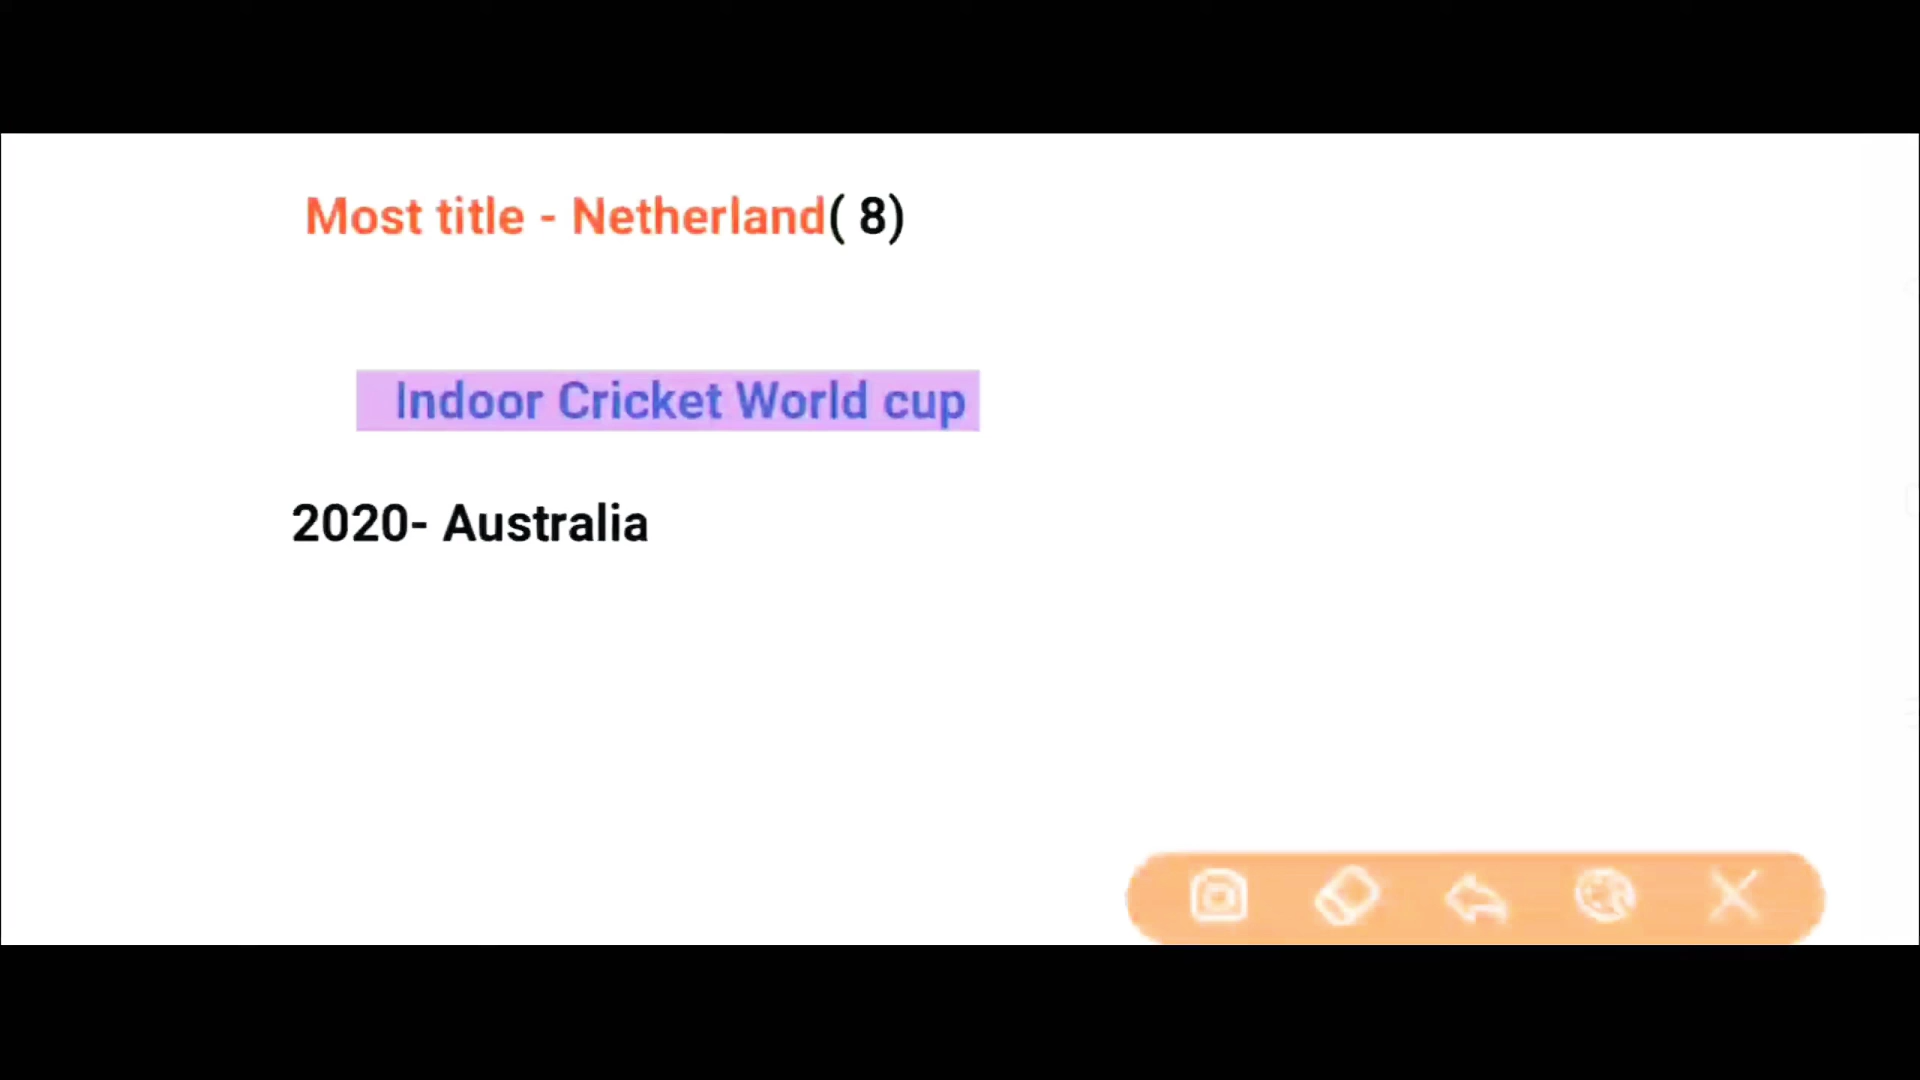 Most title - Netherland( 8)
Indoor Cricket World cup
2020- Australia